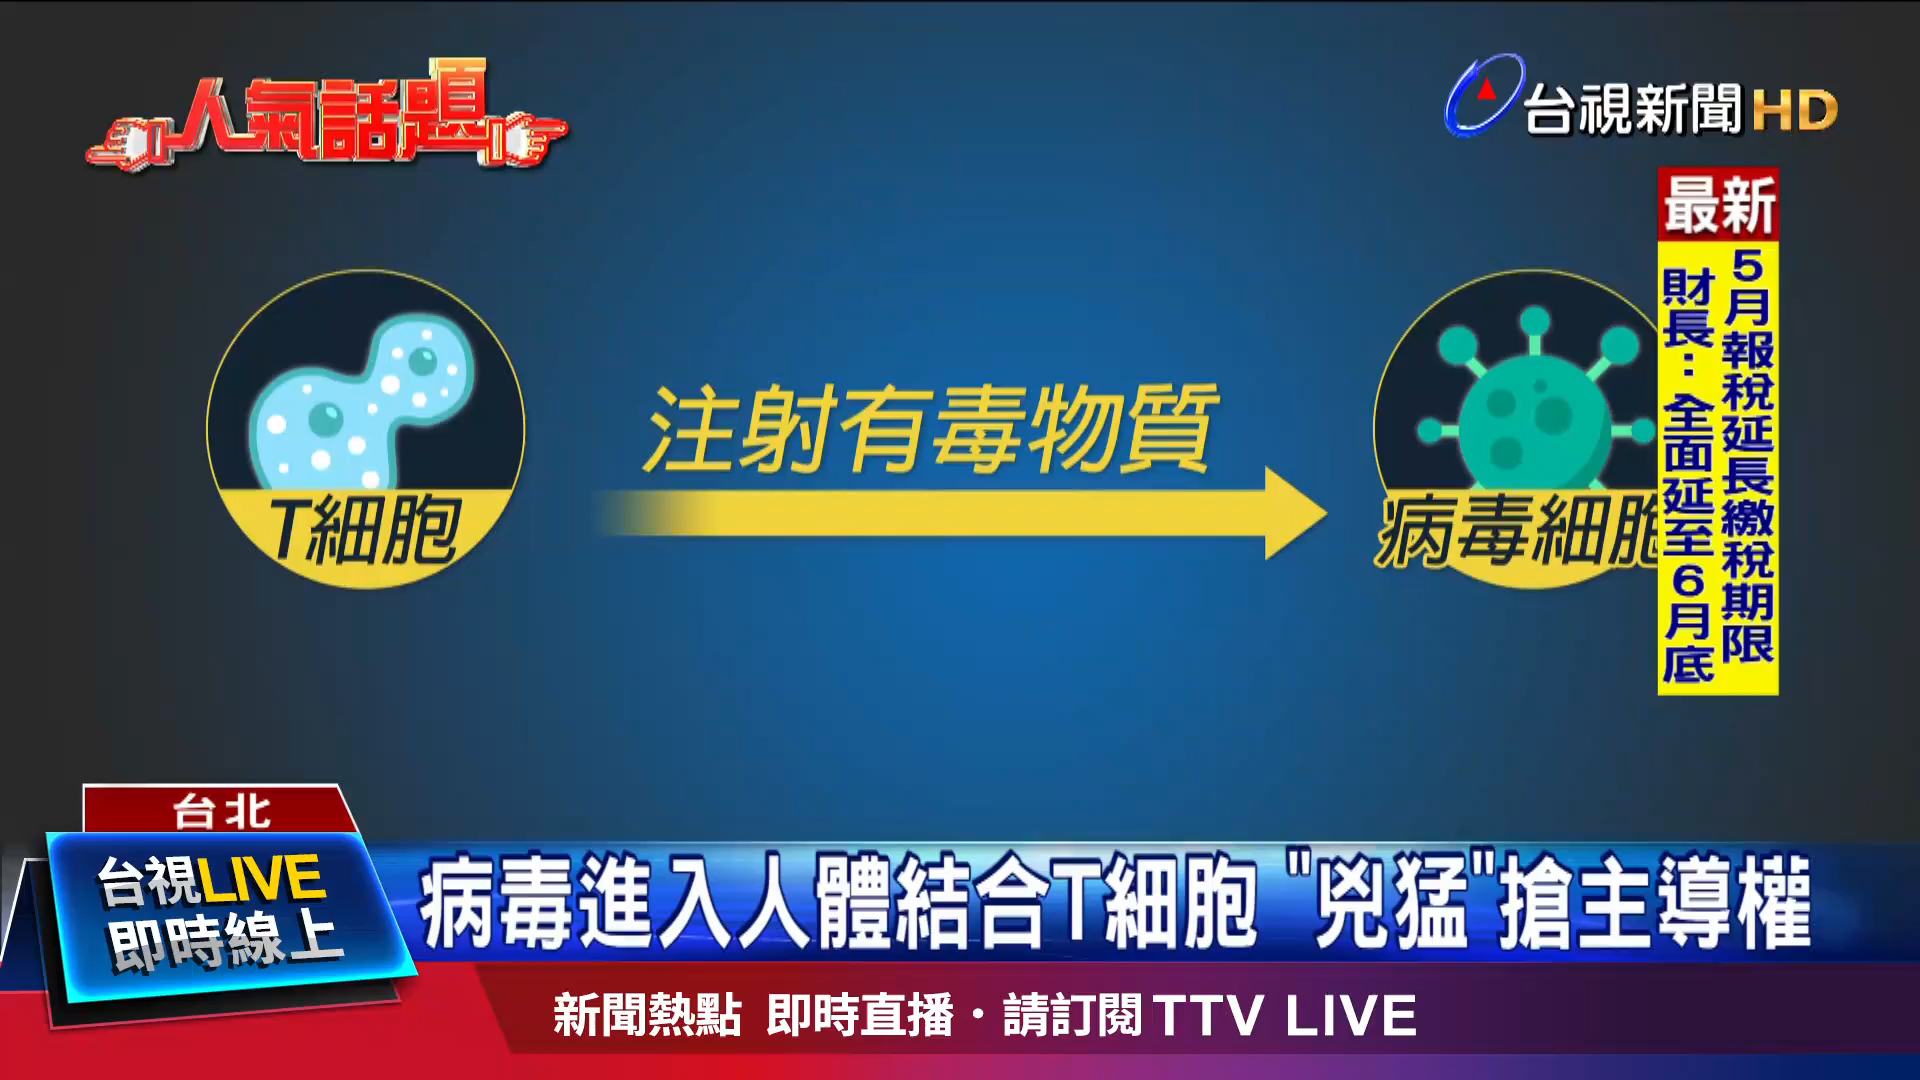 人氣話題
台視新聞HD
最新
5月報稅延長繳稅期限
財長:全面延至6月底
注射有毒物質
T細胞
病毒細胞
台北
台視LIVE
即時線上
病毒進入人體結合T細胞 "兇猛"搶主導權
新聞熱點 即時直播・請訂閱TTV LIVE